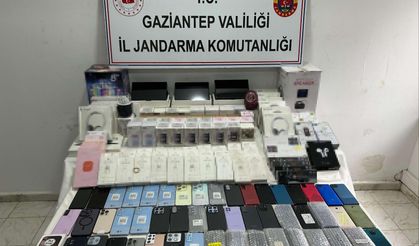 T.C.
GAZİANTEP VALİLİĞİ
İL JANDARMA KOMUTANLIĞI